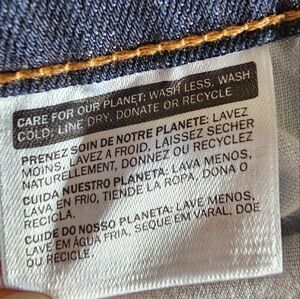 CARE FOR OUR PLANET: WASH LESS, WASH
COLD, LINE DRY, DONATE OR RECYCLE
PRENEZ SOIN DE NOTRE PLANETE: LAVEZ
MOINS, LAVEZ A FROID, LAISSEZ SECHER
NATURELLEMENT, DONNEZ OU RECYCLEZ
CUIDA NUESTRO PLANETA: LAVA MENOS,
LAVA EN FRIO, TIENDE LA ROPA, DONA O
RECICLA.
CUIDE DO NOSSO PLANETA: LAVE MENOS,
LAVE EM ÁGUA FRIA, SEQUE EM VARAL, DOE
OU RECICLE.